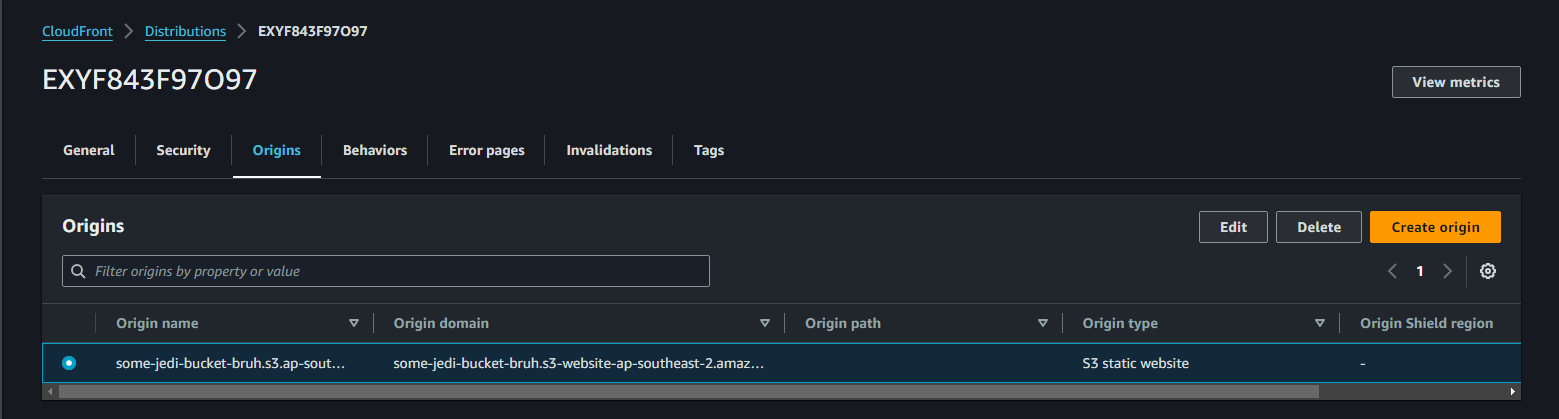 CloudFront > Distributions > EXYF843F97O97
EXYF843F97O97
View metrics
General Security Origins Behaviors Error pages Invalidations Tags
Origins
Edit Delete Create origin
Filter origins by property or value
1
Origin name Origin domain Origin path Origin type Origin Shield region
some-jedi-bucket-bruh.s3.ap-sout... some-jedi-bucket-bruh.s3-website-ap-southeast-2.amaz... S3 static website -